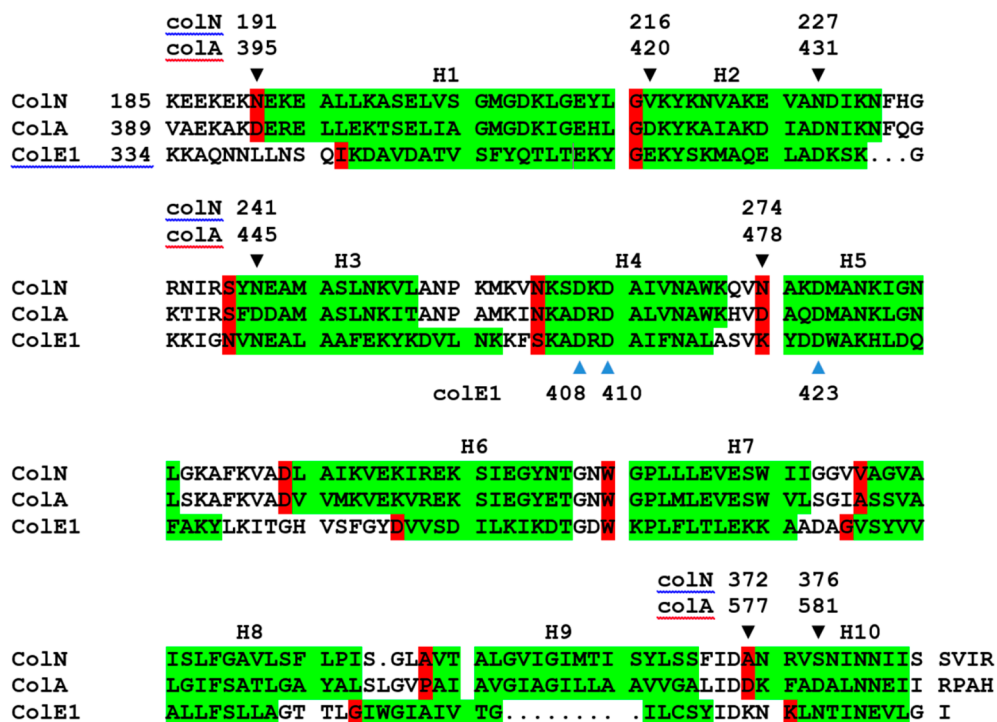 colN 191 216 227
colA 395 420 431
▼ ▼ ▼
H1 H2
ColN 185 KEEKEKNEKE ALLKASELVS GMGDKLGEYL GVKYKNVAKE VANDIKNFHG
ColA 389 VAEKAKDERE LLEKTSELIA GMGDKIGEHL GDKYKAIAKD IADNIKNFQG
ColE1 334 KKAQNNLLNS QIKDAVDATV SFYQTLTEKY GEKYSKMAQE LADKSK...G
colN 241 274
colA 445 478
▼ ▼
H3 H4 H5
ColN RNIRSYNEAM ASLNKVLANP KMKVNKSDKD AIVNAWKQVN AKDMANKIGN
ColA KTIRSFDDAM ASLNKITANP AMKINKADRD ALVNAWKHVD AQDMANKLGN
ColE1 KKIGNVNEAL AAFEKYKDVL NKKFSKADRD AIFNALASVK YDDWAKHLDQ
▲ ▲ ▲
colE1 408 410 423
H6 H7
ColN LGKAFKVADL AIKVEKIREK SIEGYNTGNW GPLLLEVESW IIGGVVAGVA
ColA LSKAFKVADV VMKVEKVREK SIEGYETGNW GPLMLEVESW VLSGIASSVA
ColE1 FAKYLKITGH VSFGYDVVSD ILKIKDTGDW KPLFLTLEKK AADAGVSYVV
colN 372 376
colA 577 581
▼ ▼
H8 H9 H10
ColN ISLFGAVLSF LPIS.GLAVT ALGVIGIMTI SYLSSFIDAN RVSNINNIIS SVIR
ColA LGIFSATLGA YALSLGVPAI AVGIAGILLA AVVGALIDDK FADALNNEII RPAH
ColE1 ALLFSLLAGT TLGIWGIAIV TG........ .ILCSYIDKN KLNTINEVLG I